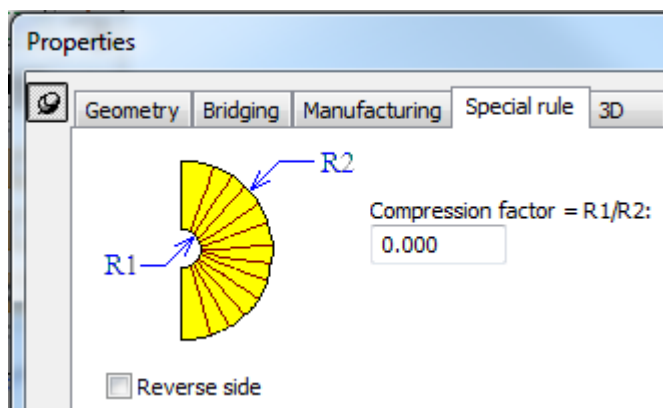 Properties
Geometry Bridging Manufacturing Special rule 3D
R2
Compression factor = R1/R2:
0.000
R1
Reverse side